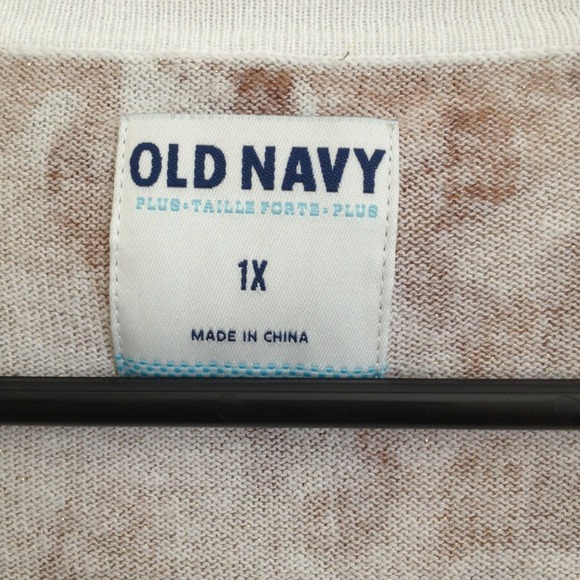 OLD NAVY
PLUS•TAILLE FORTE•PLUS
1X
MADE IN CHINA